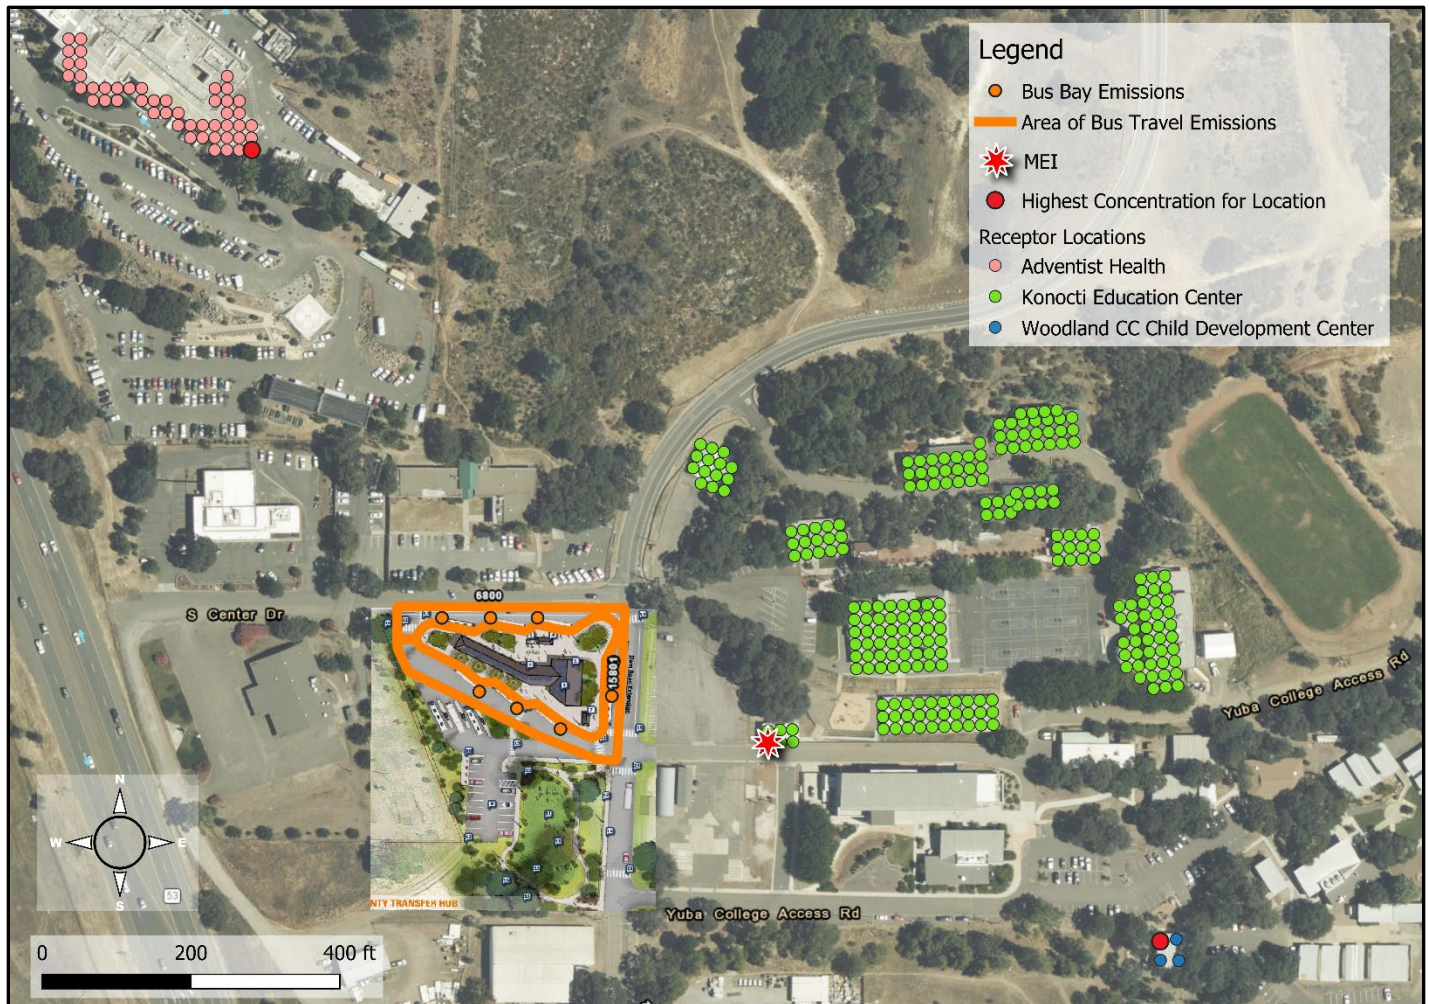 Legend
Bus Bay Emissions
Area of Bus Travel Emissions
MEI
Highest Concentration for Location
Receptor Locations
Adventist Health
Konocti Education Center
Woodland CC Child Development Center
6800
S Center Dr
15801
Yuba College Access Rd
N
W
E
S
53
NTY TRANSFER HUB
Yuba College Access Rd
0 200 400 ft